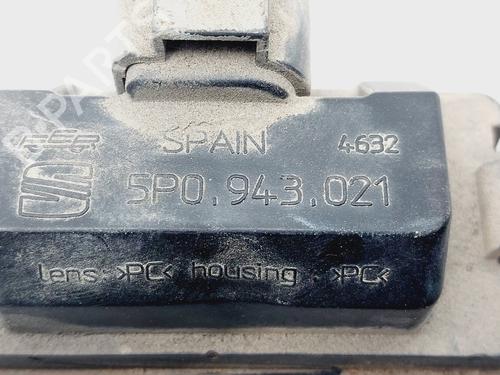 SPAIN 4632
5P0.943.021
lens:>PC< housing:>PC<